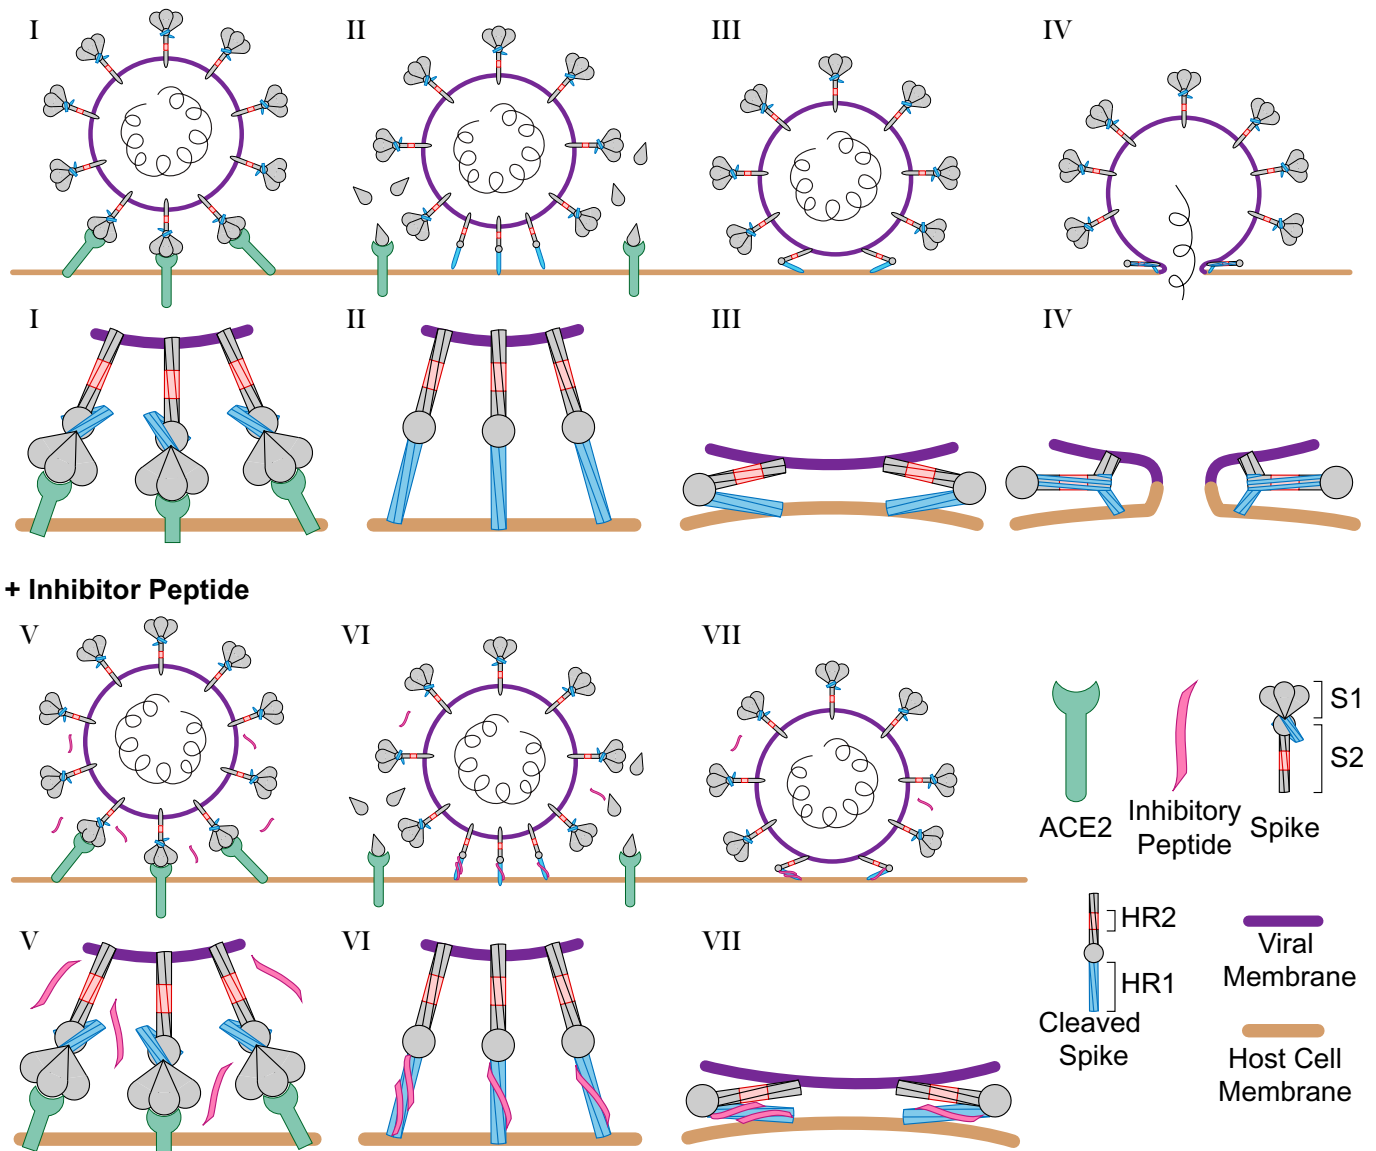 I
II
III
IV
I
II
III
IV
+ Inhibitor Peptide
V
VI
VII
V
VI
VII
S1
S2
ACE2
Inhibitory
Peptide
Spike
HR2
HR1
Cleaved
Spike
Viral
Membrane
Host Cell
Membrane